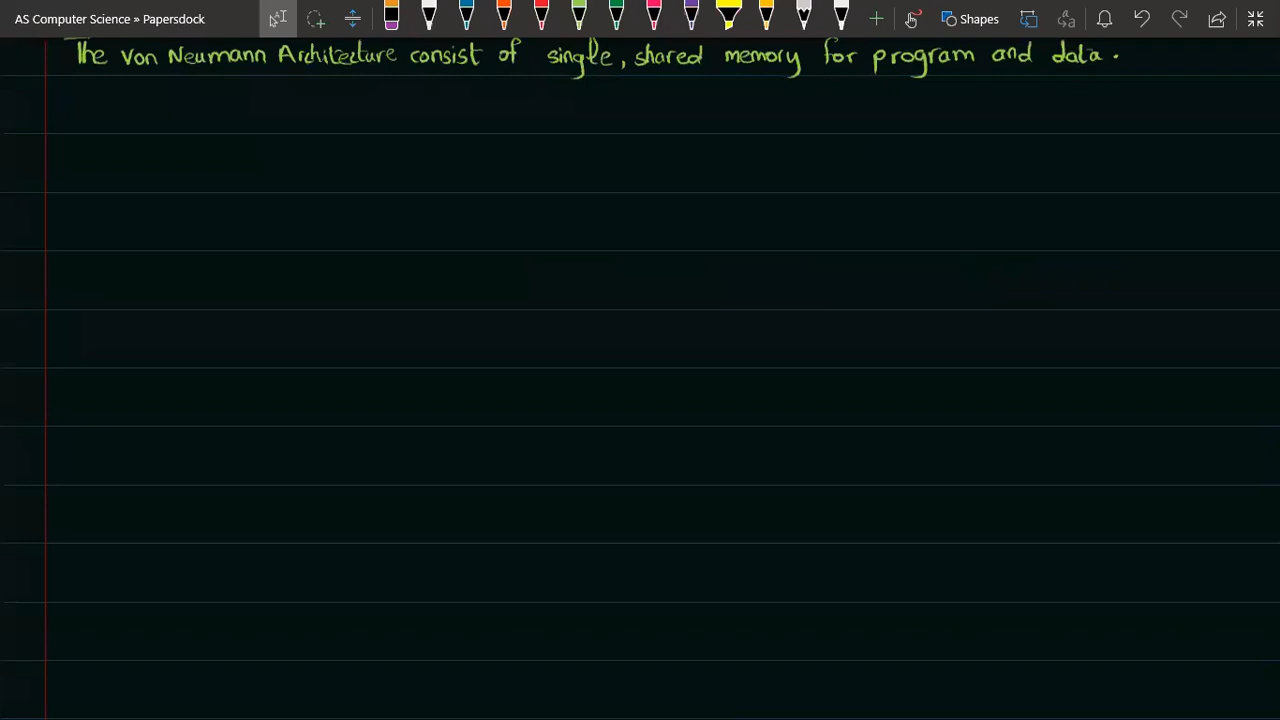 AS Computer Science » Papersdock
Shapes
The Von Neumann Architecture consist of single, shared memory for program and data.